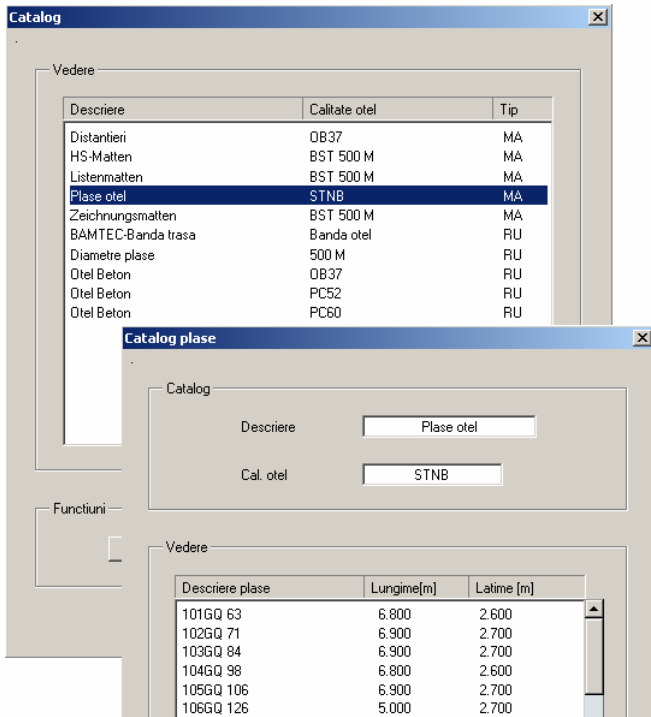 Catalog
Vedere
Descriere Calitate otel Tip
Distantieri OB37 MA
HS-Matten BST 500 M MA
Listenmatten BST 500 M MA
Plase otel STNB MA
Zeichnungsmatten BST 500 M MA
BAMTEC-Banda trasa Banda otel RU
Diametre plase 500 M RU
Otel Beton OB37 RU
Otel Beton PC52 RU
Otel Beton PC60 RU
Functiuni
Catalog plase
Catalog
Descriere Plase otel
Cal. otel STNB
Vedere
Descriere plase Lungime[m] Latime [m]
101GQ 63 6.800 2.600
102GQ 71 6.900 2.700
103GQ 84 6.900 2.700
104GQ 98 6.800 2.600
105GQ 106 6.900 2.700
106GQ 126 5.000 2.700